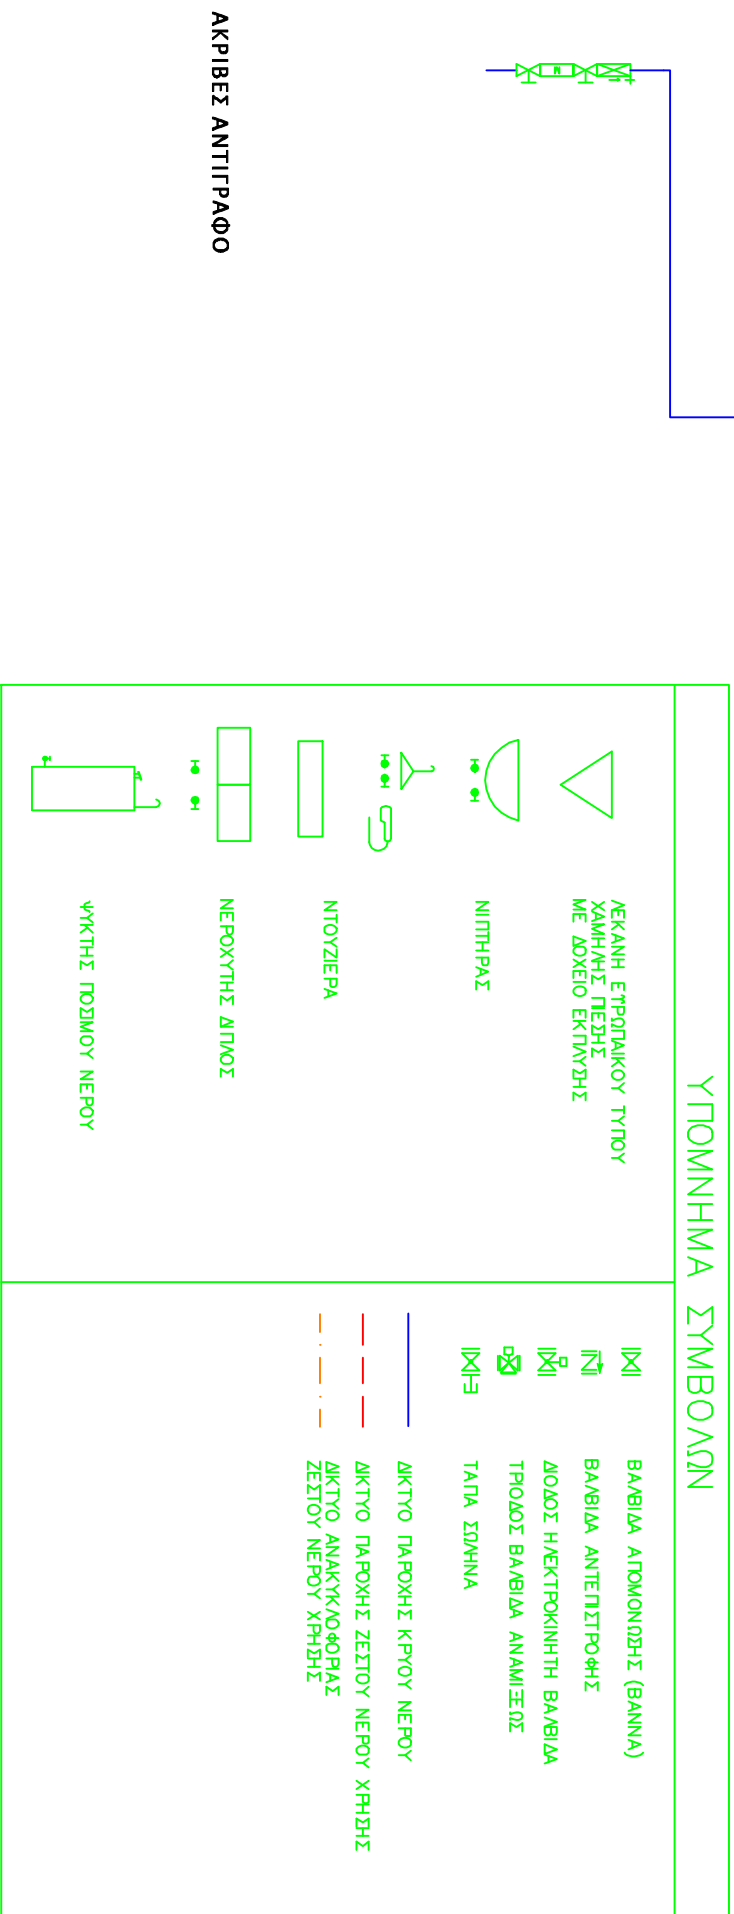 ΑΚΡΙΒΕΣ ΑΝΤΙΓΡΑΦΟ
ΥΠΟΜΝΗΜΑ ΣΥΜΒΟΛΩΝ
ΛΕΚΑΝΗ ΕΥΡΩΠΑΙΚΟΥ ΤΥΠΟΥ
ΧΑΜΗΛΗΣ ΠΙΕΣΗΣ
ΜΕ ΔΟΧΕΙΟ ΕΚΠΛΥΣΗΣ
ΝΙΠΤΗΡΑΣ
ΝΤΟΥΖΙΕΡΑ
ΝΕΡΟΧΥΤΗΣ ΔΙΠΛΟΣ
ΨΥΚΤΗΣ ΠΟΣΙΜΟΥ ΝΕΡΟΥ
ΒΑΛΒΙΔΑ ΑΠΟΜΟΝΩΣΗΣ (ΒΑΝΝΑ)
ΒΑΛΒΙΔΑ ΑΝΤΕΠΙΣΤΡΟΦΗΣ
ΔΙΟΔΟΣ ΗΛΕΚΤΡΟΚΙΝΗΤΗ ΒΑΛΒΙΔΑ
ΤΡΙΟΔΟΣ ΒΑΛΒΙΔΑ ΑΝΑΜΙΞΕΩΣ
ΤΑΠΑ ΣΩΛΗΝΑ
ΔΙΚΤΥΟ ΠΑΡΟΧΗΣ ΚΡΥΟΥ ΝΕΡΟΥ
ΔΙΚΤΥΟ ΠΑΡΟΧΗΣ ΖΕΣΤΟΥ ΝΕΡΟΥ ΧΡΗΣΗΣ
ΔΙΚΤΥΟ ΑΝΑΚΥΚΛΟΦΟΡΙΑΣ
ΖΕΣΤΟΥ ΝΕΡΟΥ ΧΡΗΣΗΣ